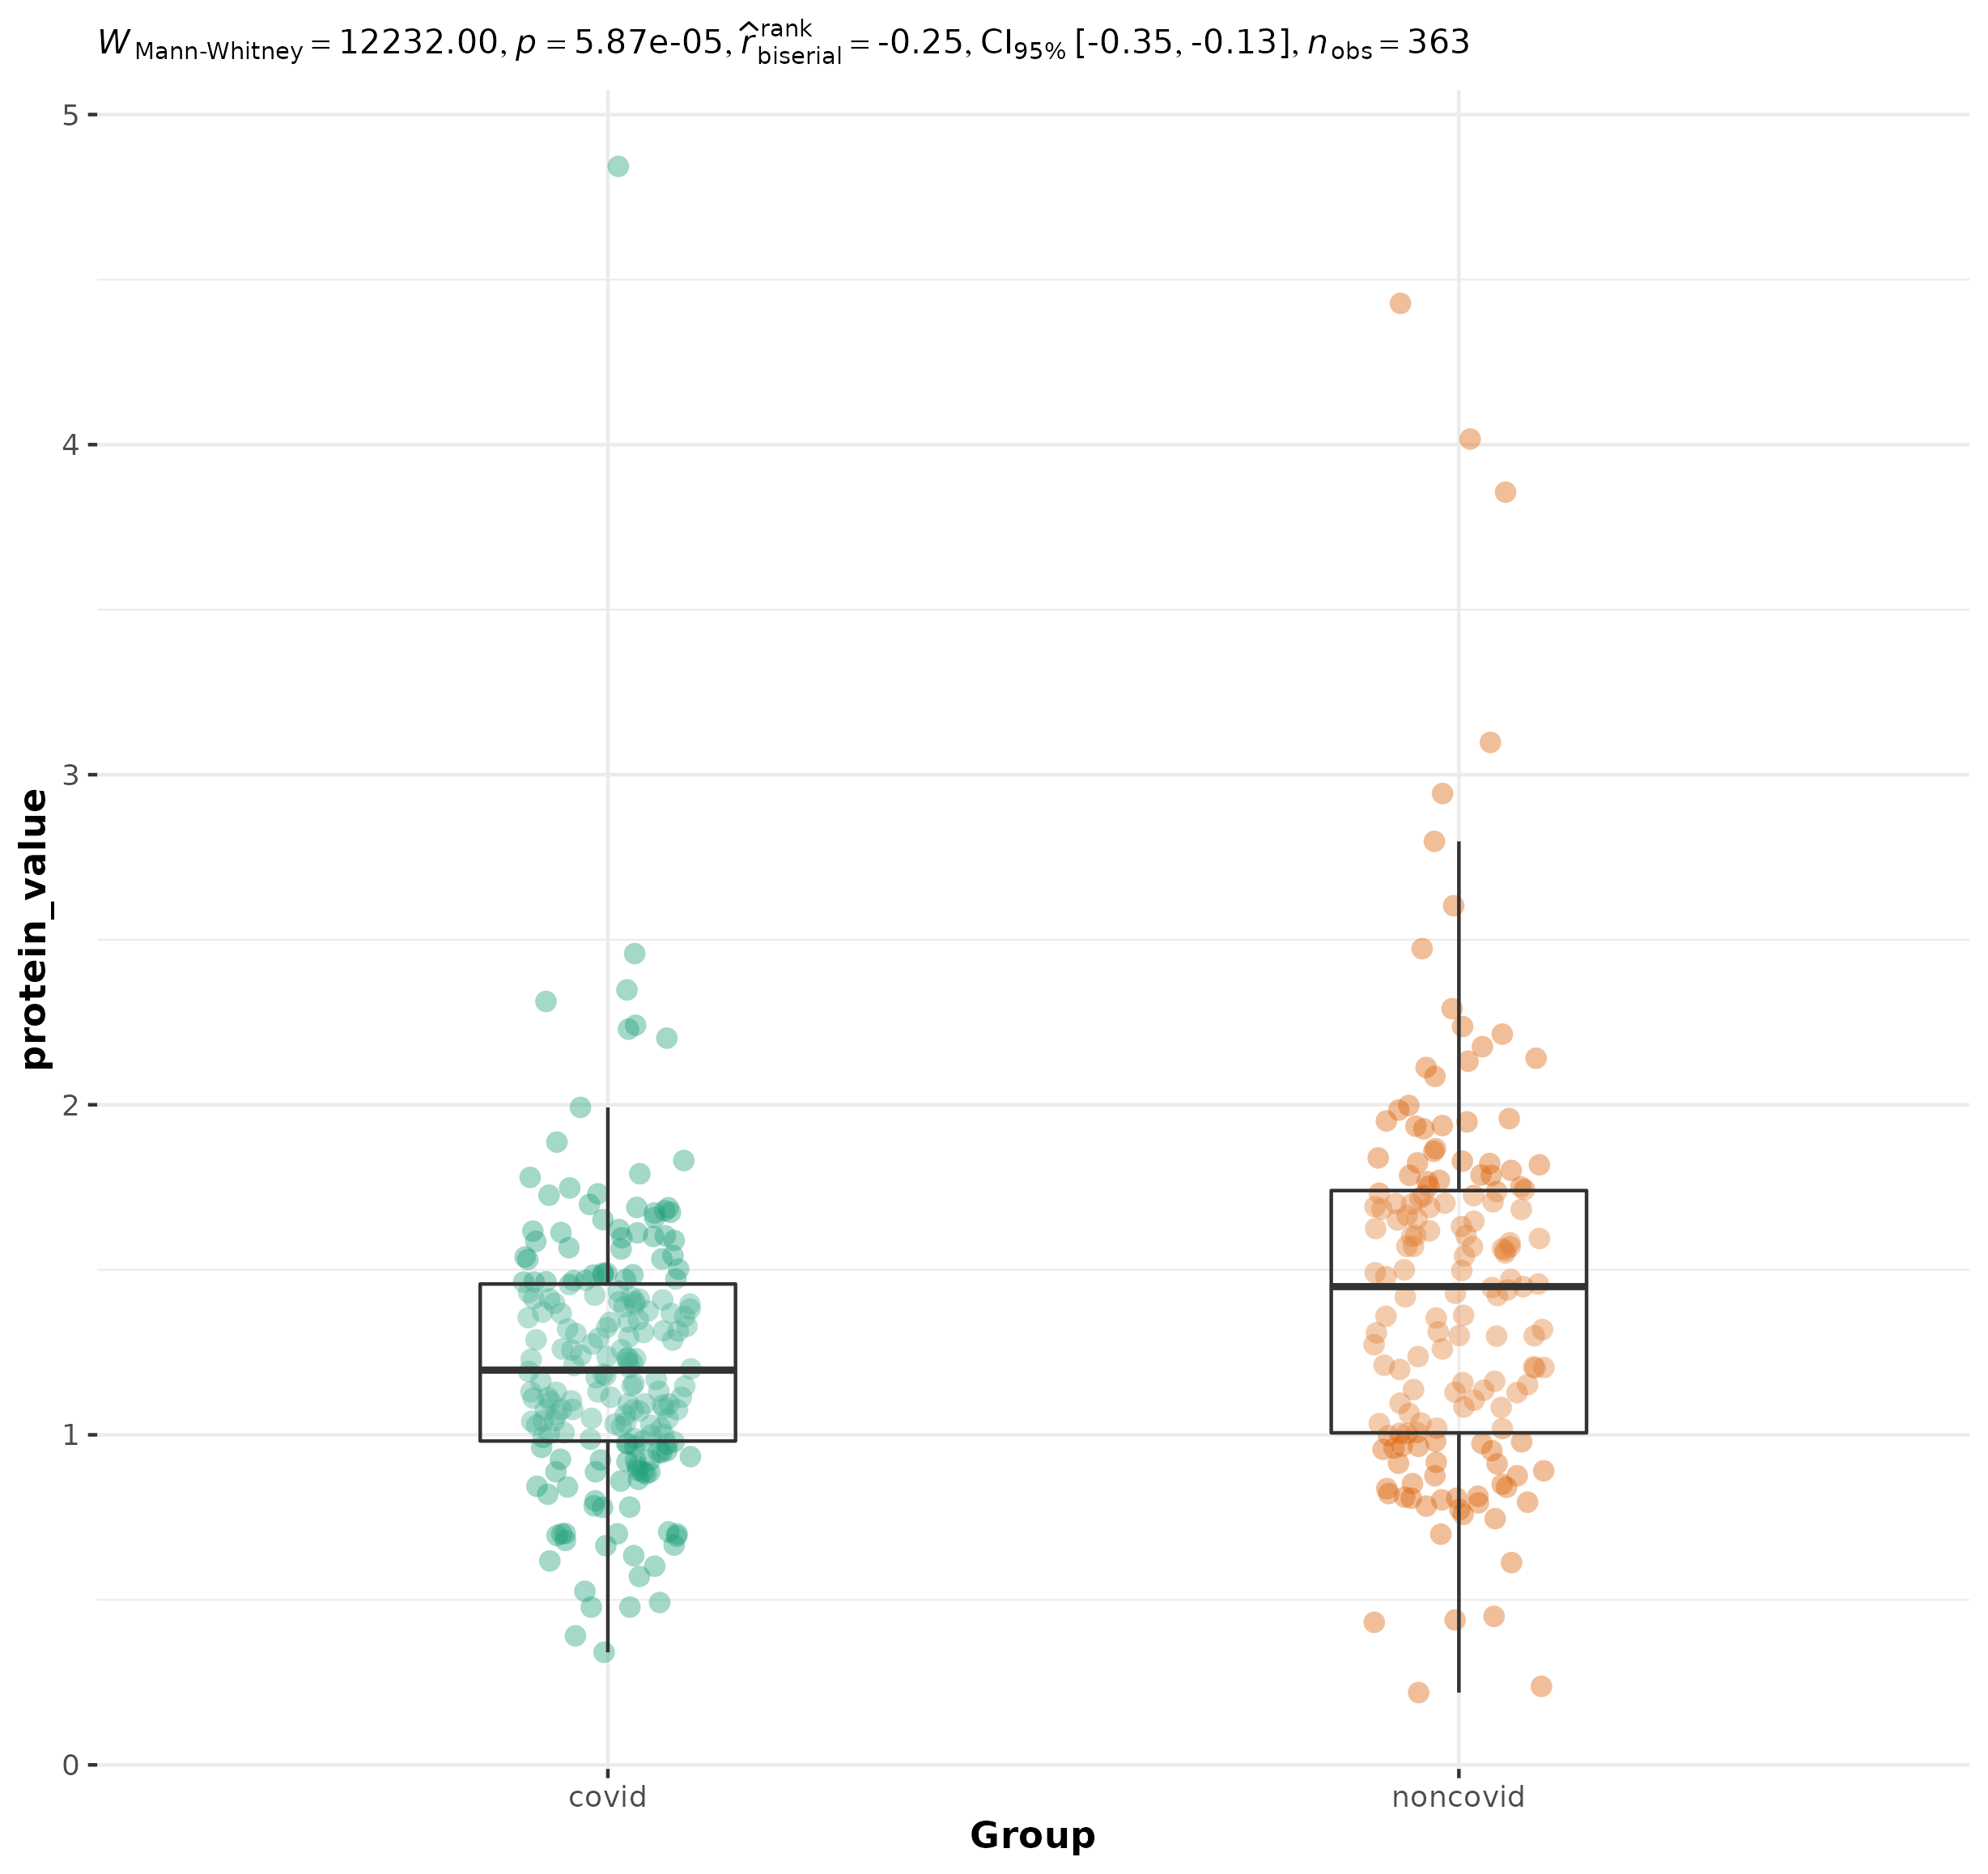 W Mann-Whitney = 12232.00, p = 5.87e-05, r̂ rank biserial = -0.25, CI95% [-0.35, -0.13], nobs = 363
5
4
3
2
1
0
protein_value
covid noncovid
Group